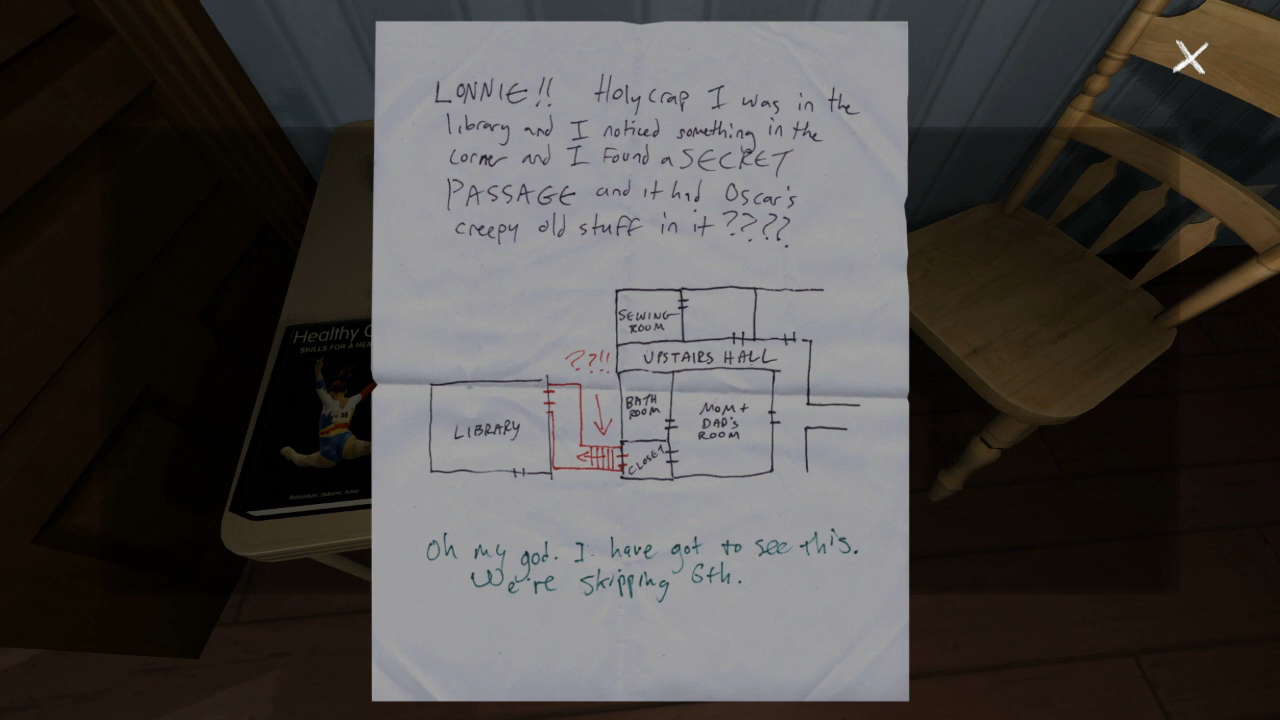 LONNIE!! Holy crap I was in the
library and I noticed something in the
corner and I found a SECRET
PASSAGE and it had Oscar's
creepy old stuff in it ????
SEWING
ROOM
UPSTAIRS HALL
??!!
BATH
ROOM
MOM +
DAD'S
ROOM
LIBRARY
CLOSET
Oh my god. I have got to see this.
We're skipping 6th.
Healthy
SKILLS FOR A HEA